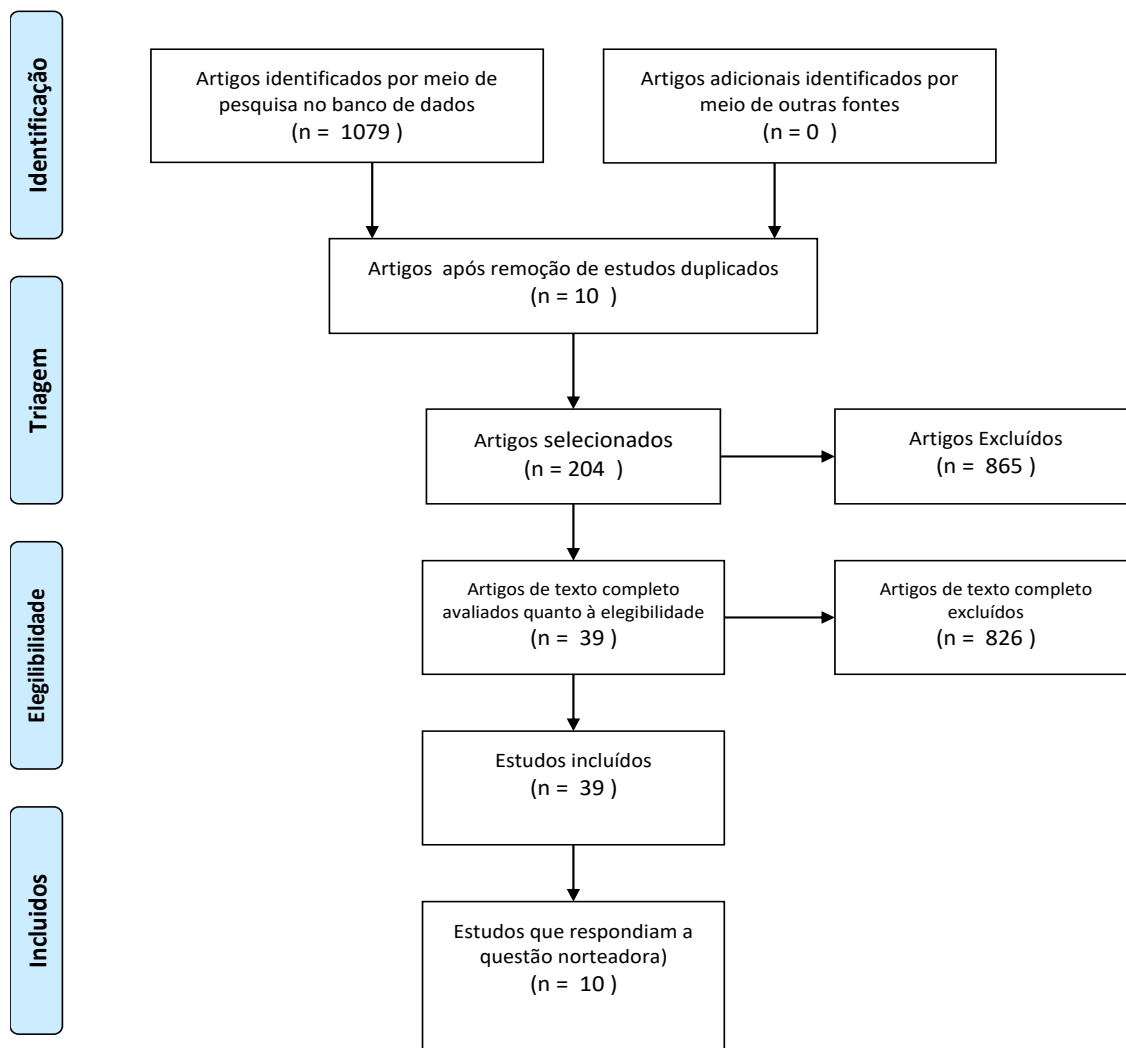 Identificação
Artigos identificados por meio de
pesquisa no banco de dados
(n = 1079 )
Artigos adicionais identificados por
meio de outras fontes
(n = 0 )
Artigos após remoção de estudos duplicados
(n = 10 )
Triagem
Artigos selecionados
(n = 204 )
Artigos Excluídos
(n = 865 )
Elegilibilidade
Artigos de texto completo
avaliados quanto à elegibilidade
(n = 39 )
Artigos de texto completo
excluídos
(n = 826 )
Estudos incluídos
(n = 39 )
Incluidos
Estudos que respondiam a
questão norteadora)
(n = 10 )